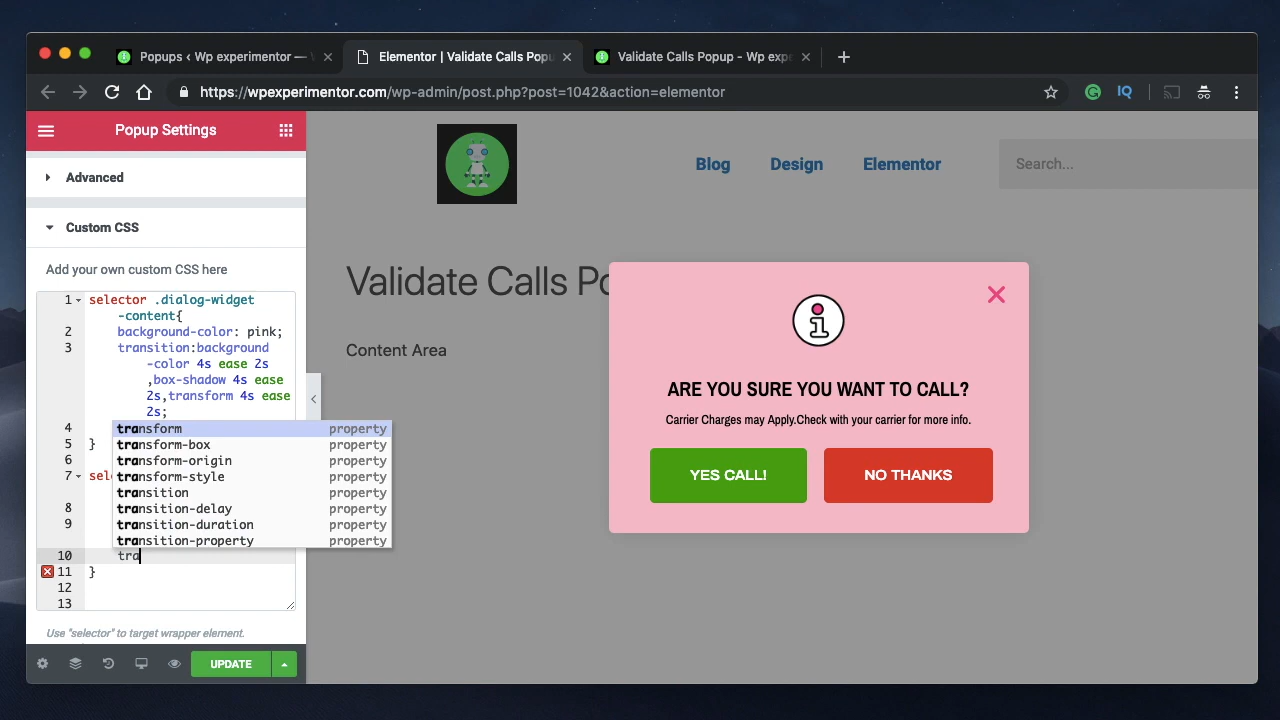 Popups ‹ Wp experimentor —
Elementor | Validate Calls Popu
Validate Calls Popup - Wp expe
https://wpexperimentor.com/wp-admin/post.php?post=1042&action=elementor
IQ
Popup Settings
Advanced
Custom CSS
Add your own custom CSS here
1 selector .dialog-widget
-content{
2 background-color: pink;
3 transition:background
-color 4s ease 2s
,box-shadow 4s ease
2s,transform 4s ease
2s;
4
5 }
6
7 sel
8
9
10 tra
11 }
12
13
transform property
transform-box property
transform-origin property
transform-style property
transition property
transition-delay property
transition-duration property
transition-property property
Use "selector" to target wrapper element.
UPDATE
Blog
Design
Elementor
Search...
Validate Calls Po
Content Area
ARE YOU SURE YOU WANT TO CALL?
Carrier Charges may Apply.Check with your carrier for more info.
YES CALL!
NO THANKS